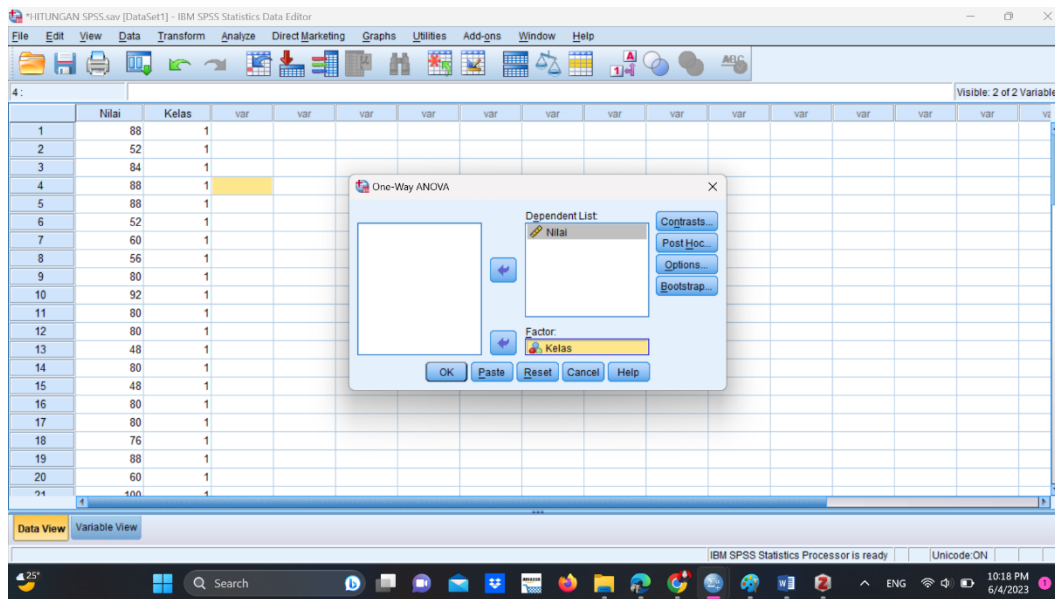 *HITUNGAN SPSS.sav [DataSet1] - IBM SPSS Statistics Data Editor
File Edit View Data Transform Analyze Direct Marketing Graphs Utilities Add-ons Window Help
4 :
Visible: 2 of 2 Variable
Nilai Kelas var var var var var var var var var var var var var va
1 88 1
2 52 1
3 84 1
4 88 1
5 88 1
6 52 1
7 60 1
8 56 1
9 80 1
10 92 1
11 80 1
12 80 1
13 48 1
14 80 1
15 48 1
16 80 1
17 80 1
18 76 1
19 88 1
20 60 1
21 100 1
One-Way ANOVA
Dependent List:
Nilai
Contrasts...
Post Hoc...
Options...
Bootstrap...
Factor:
Kelas
OK Paste Reset Cancel Help
Data View Variable View
IBM SPSS Statistics Processor is ready Unicode:ON
25°
Search
ENG
10:18 PM
6/4/2023
1